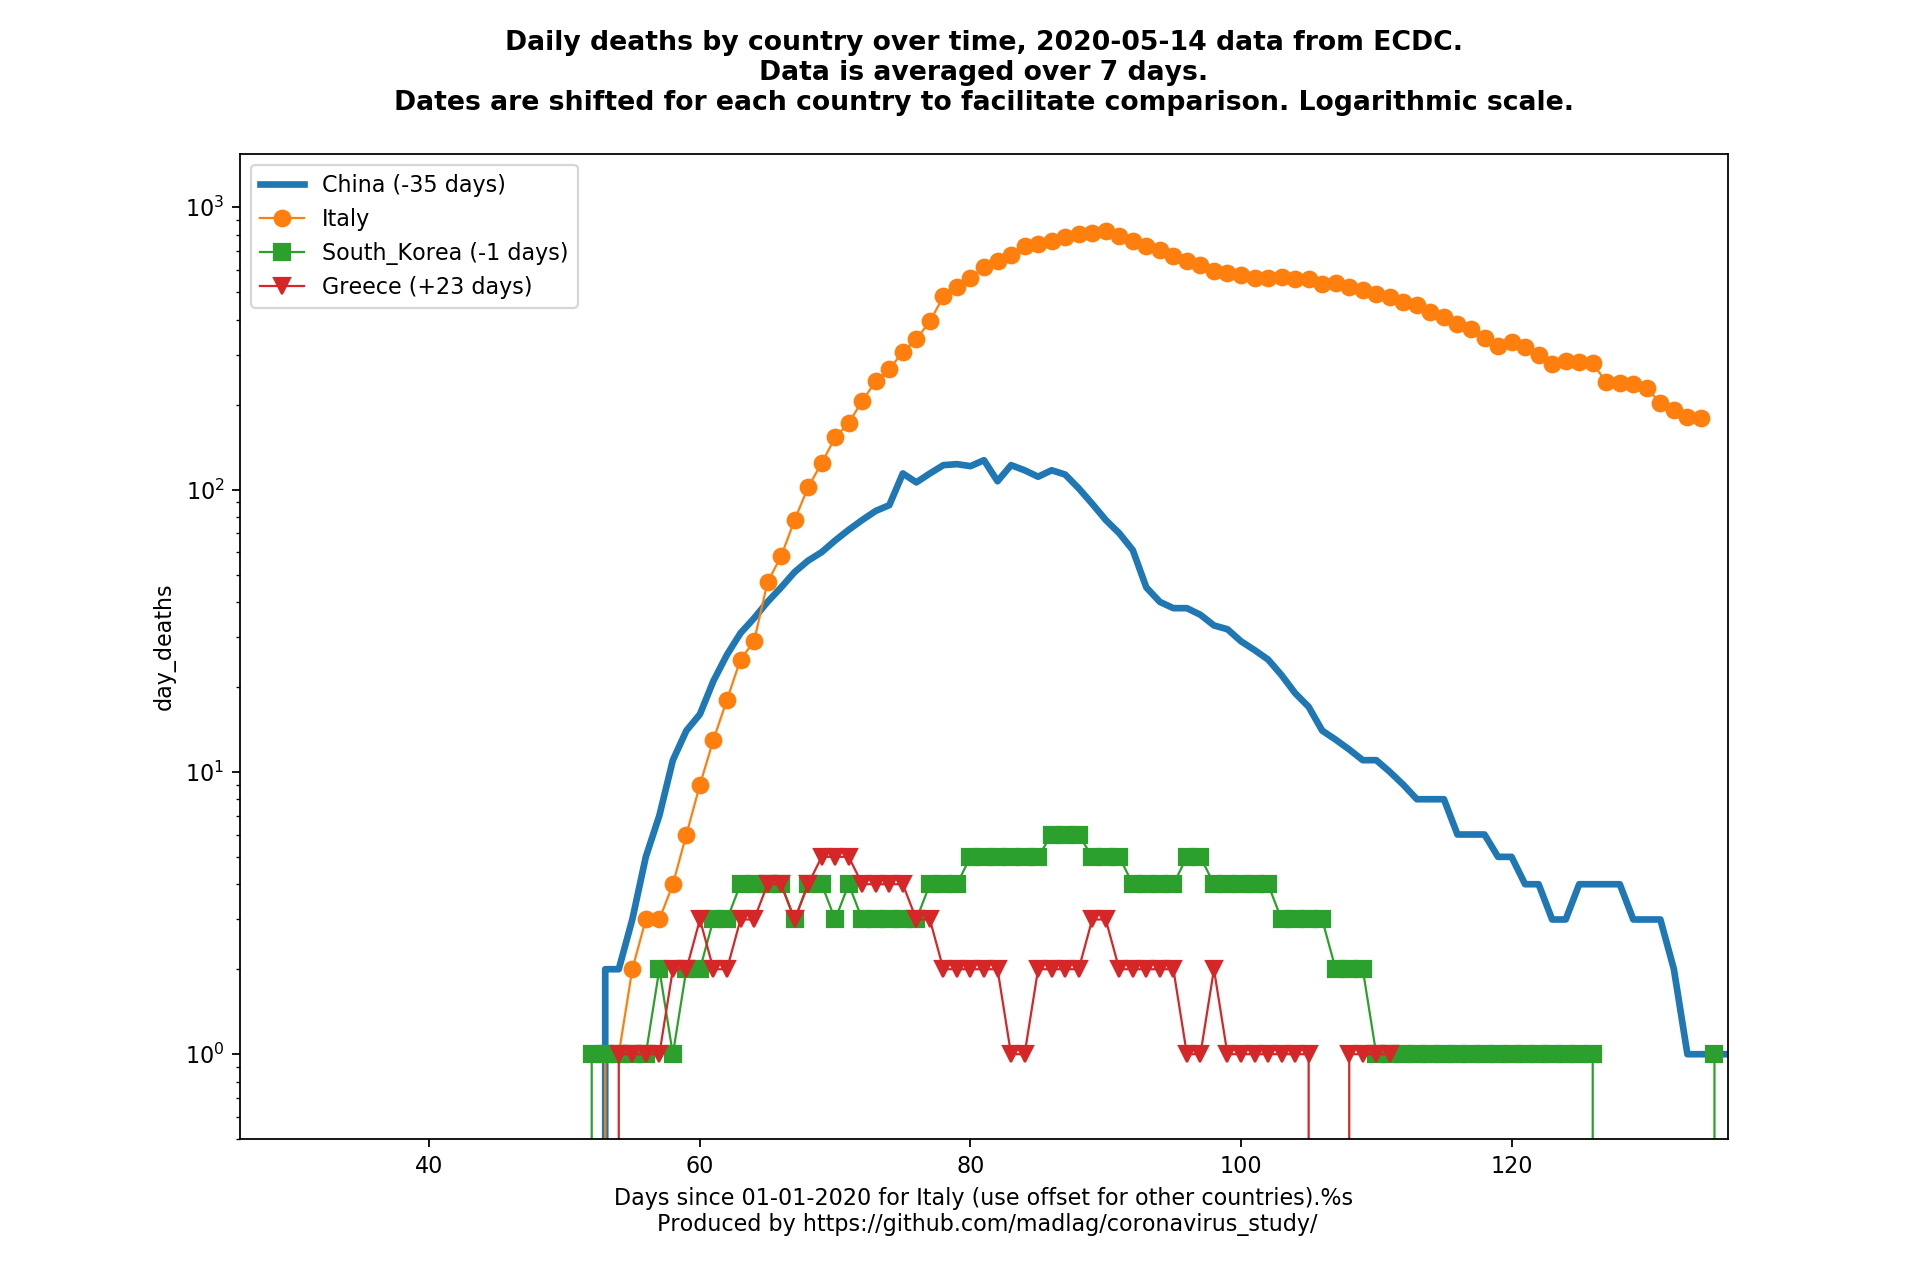 Daily deaths by country over time, 2020-05-14 data from ECDC.
Data is averaged over 7 days.
Dates are shifted for each country to facilitate comparison. Logarithmic scale.
China (-35 days)
Italy
South_Korea (-1 days)
Greece (+23 days)
10³
10²
10¹
10⁰
day_deaths
40 60 80 100 120
Days since 01-01-2020 for Italy (use offset for other countries).%s
Produced by https://github.com/madlag/coronavirus_study/